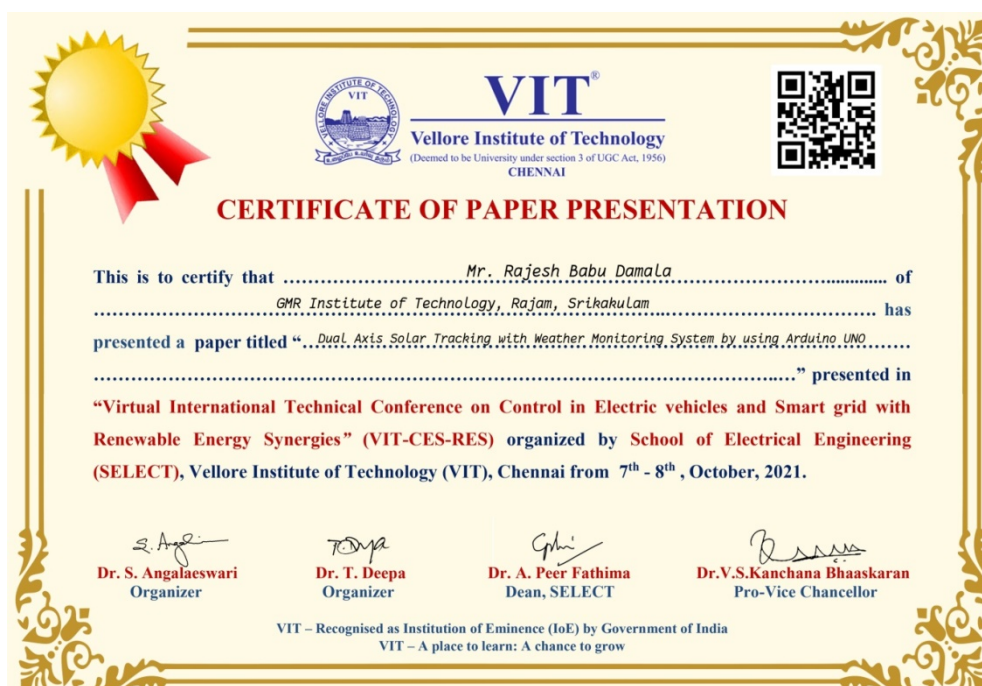 VELLORE INSTITUTE OF TECHNOLOGY
VIT
VIT®
Vellore Institute of Technology
(Deemed to be University under section 3 of UGC Act, 1956)
CHENNAI
CERTIFICATE OF PAPER PRESENTATION
This is to certify that ........ Mr. Rajesh Babu Damala ........ of
........ GMR Institute of Technology, Rajam, Srikakulam ........ has
presented a paper titled “... Dual Axis Solar Tracking with Weather Monitoring System by using Arduino UNO ........
........” presented in
“Virtual International Technical Conference on Control in Electric vehicles and Smart grid with
Renewable Energy Synergies” (VIT-CES-RES) organized by School of Electrical Engineering
(SELECT), Vellore Institute of Technology (VIT), Chennai from 7th - 8th , October, 2021.
Dr. S. Angalaeswari
Organizer
Dr. T. Deepa
Organizer
Dr. A. Peer Fathima
Dean, SELECT
Dr.V.S.Kanchana Bhaaskaran
Pro-Vice Chancellor
VIT – Recognised as Institution of Eminence (IoE) by Government of India
VIT – A place to learn: A chance to grow